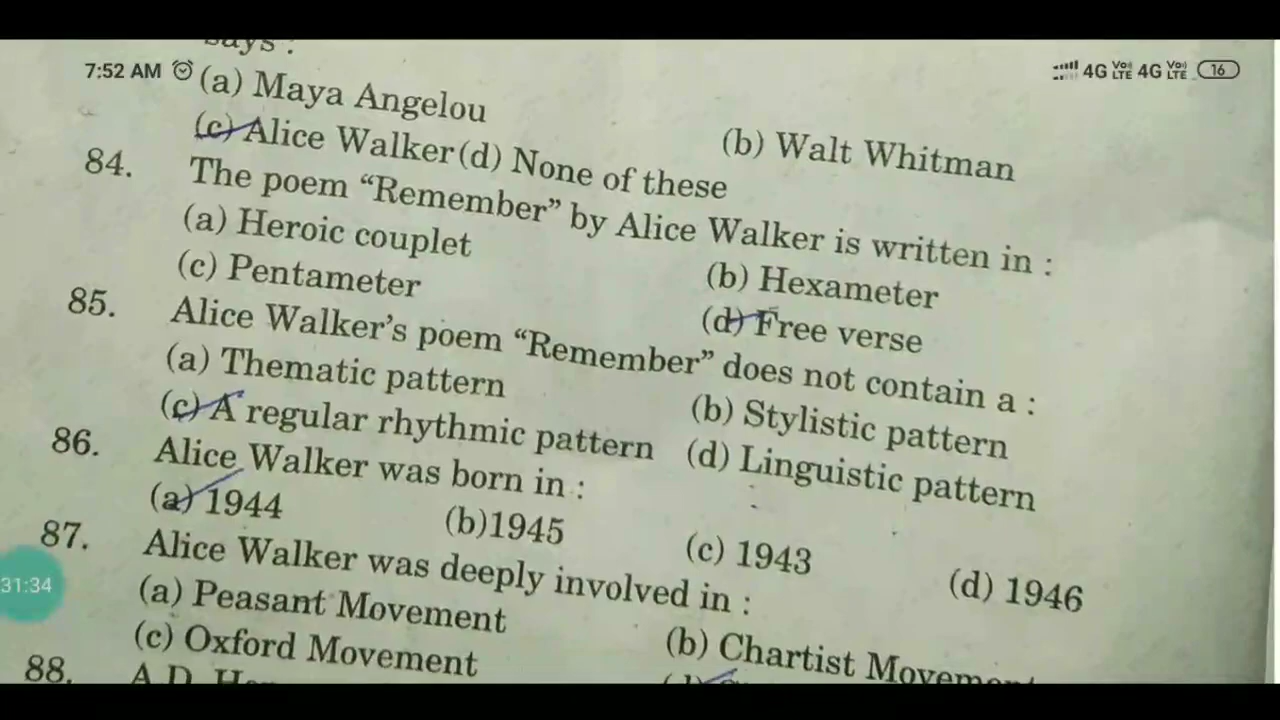 says :
7:52 AM
4G Vo)) LTE 4G Vo)) LTE 16
(a) Maya Angelou
(b) Walt Whitman
(c) Alice Walker (d) None of these
84. The poem “Remember” by Alice Walker is written in :
(a) Heroic couplet
(b) Hexameter
(c) Pentameter
(d) Free verse
85. Alice Walker’s poem “Remember” does not contain a :
(a) Thematic pattern
(b) Stylistic pattern
(c) A regular rhythmic pattern
(d) Linguistic pattern
86. Alice Walker was born in :
(a) 1944 (b)1945 (c) 1943 (d) 1946
87. Alice Walker was deeply involved in :
(a) Peasant Movement
(b) Chartist Movement
(c) Oxford Movement
31:34
88. A.D.